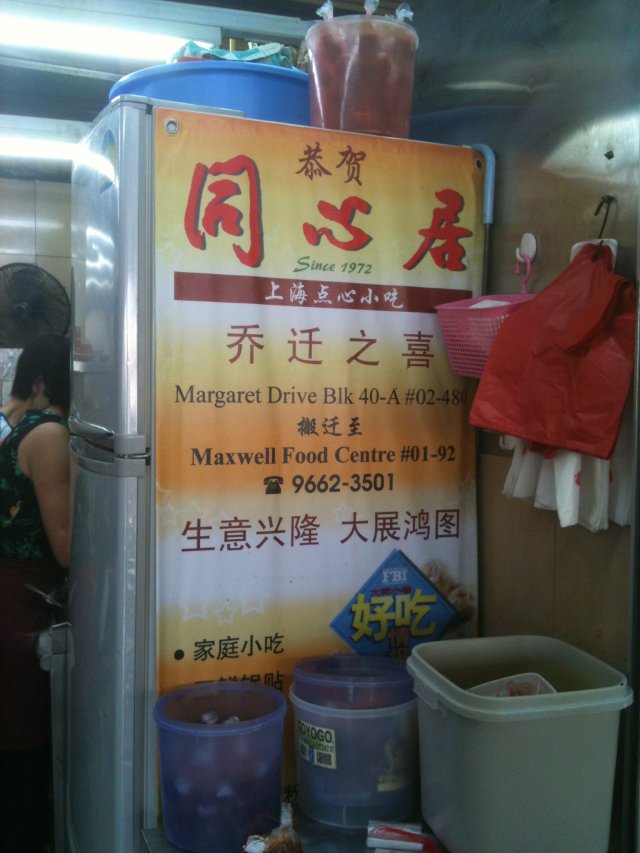 恭贺
同心居
Since 1972
上海点心小吃
乔迁之喜
Margaret Drive Blk 40-A #02-480
搬迁至
Maxwell Food Centre #01-92
☎ 9662-3501
生意兴隆 大展鸿图
FBI
好吃
• 家庭小吃
TOYOGO